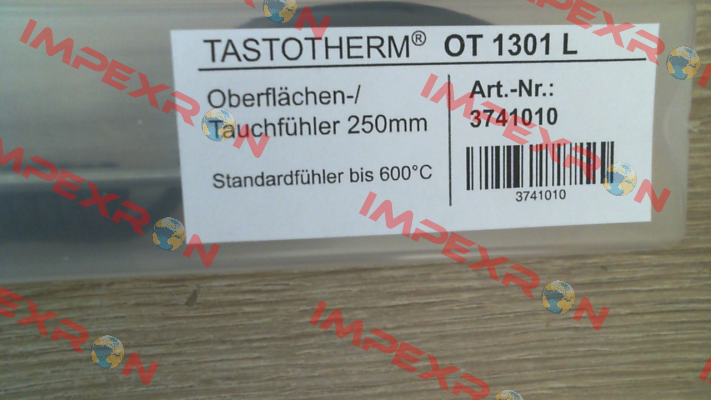 TASTOTHERM® OT 1301 L
Oberflächen-/
Tauchfühler 250mm
Standardfühler bis 600°C
Art.-Nr.:
3741010
3741010
IMPEXRON
IMPEXRON
IMPEXRON
IMPEXRON
IMPEXRON
IMPEXRON
IMPEXRON